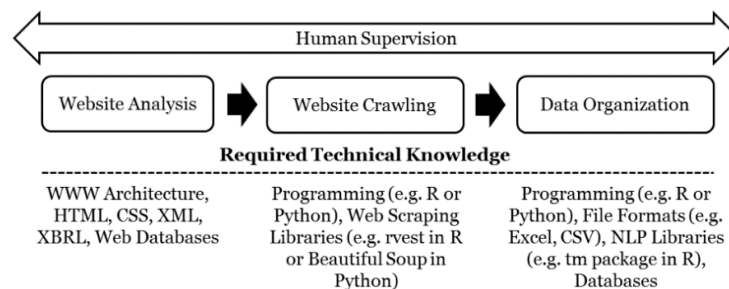 Human Supervision
Website Analysis
Website Crawling
Data Organization
Required Technical Knowledge
WWW Architecture,
HTML, CSS, XML,
XBRL, Web Databases
Programming (e.g. R or
Python), Web Scraping
Libraries (e.g. rvest in R
or Beautiful Soup in
Python)
Programming (e.g. R or
Python), File Formats (e.g.
Excel, CSV), NLP Libraries
(e.g. tm package in R),
Databases